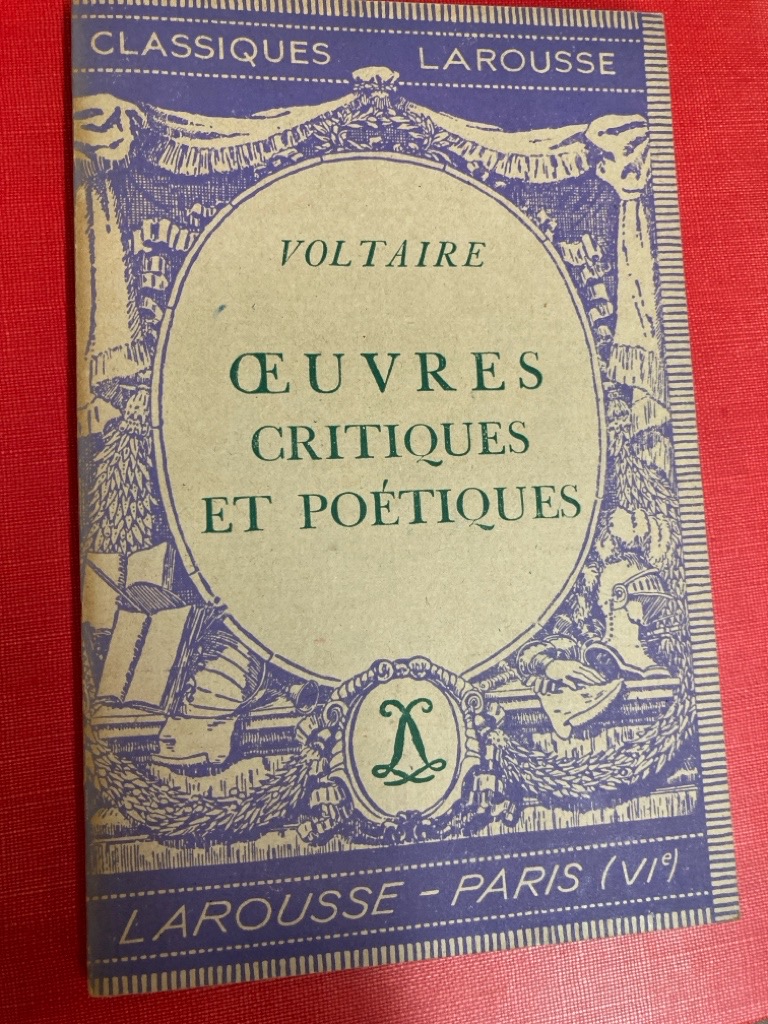 CLASSIQUES LAROUSSE
VOLTAIRE
ŒUVRES
CRITIQUES
ET POÉTIQUES
LAROUSSE - PARIS (VIe)